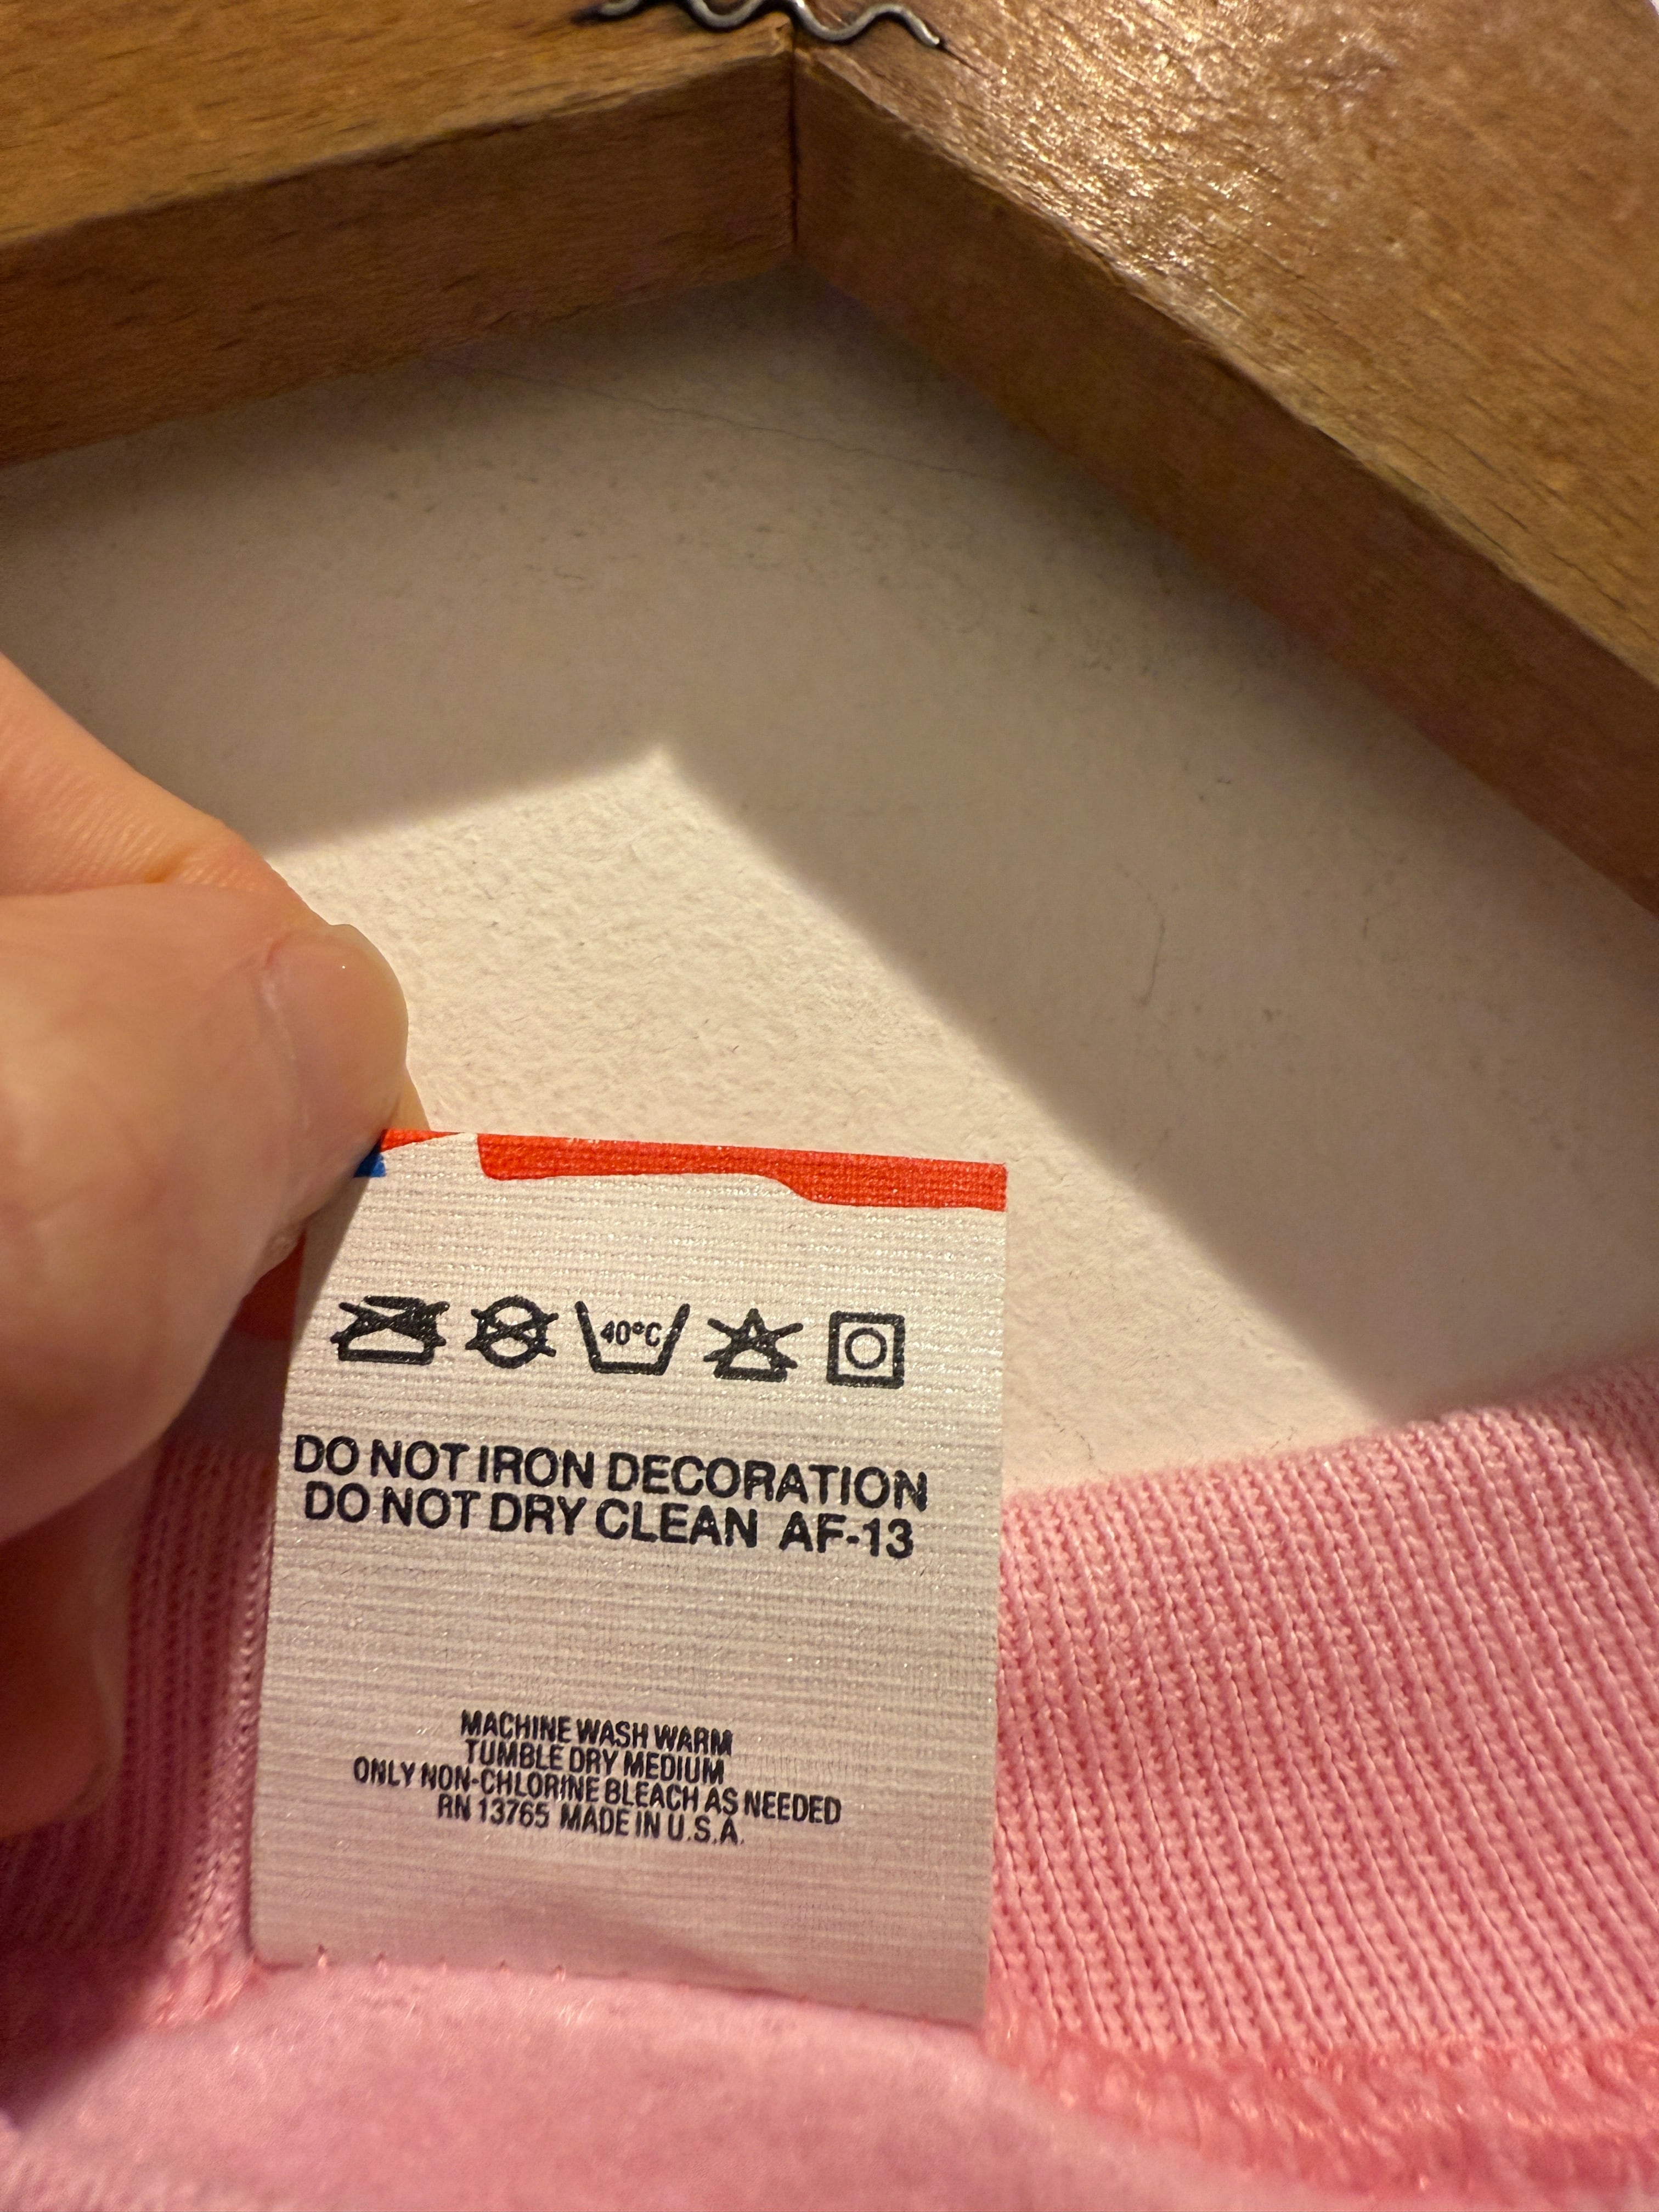 40°C
DO NOT IRON DECORATION
DO NOT DRY CLEAN AF-13
MACHINE WASH WARM
TUMBLE DRY MEDIUM
ONLY NON-CHLORINE BLEACH AS NEEDED
RN 13765 MADE IN U.S.A.